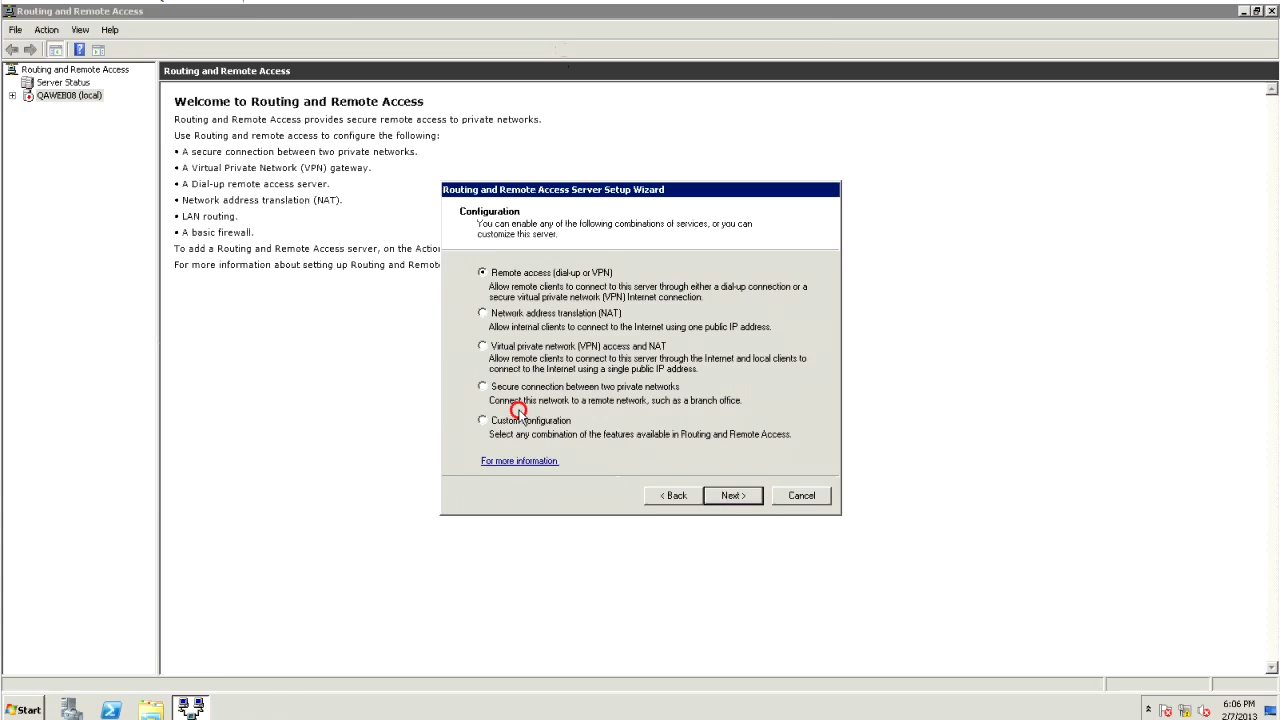 Routing and Remote Access
File Action View Help
Routing and Remote Access
Server Status
QAWEB08 (local)
Routing and Remote Access
Welcome to Routing and Remote Access
Routing and Remote Access provides secure remote access to private networks.
Use Routing and remote access to configure the following:
• A secure connection between two private networks.
• A Virtual Private Network (VPN) gateway.
• A Dial-up remote access server.
• Network address translation (NAT).
• LAN routing.
• A basic firewall.
To add a Routing and Remote Access server, on the Action
For more information about setting up Routing and Remote
Routing and Remote Access Server Setup Wizard
Configuration
You can enable any of the following combinations of services, or you can
customize this server.
Remote access (dial-up or VPN)
Allow remote clients to connect to this server through either a dial-up connection or a
secure virtual private network (VPN) Internet connection.
Network address translation (NAT)
Allow internal clients to connect to the Internet using one public IP address.
Virtual private network (VPN) access and NAT
Allow remote clients to connect to this server through the Internet and local clients to
connect to the Internet using a single public IP address.
Secure connection between two private networks
Connect this network to a remote network, such as a branch office.
Custom configuration
Select any combination of the features available in Routing and Remote Access.
For more information
< Back Next > Cancel
Start
6:06 PM
2/7/2013